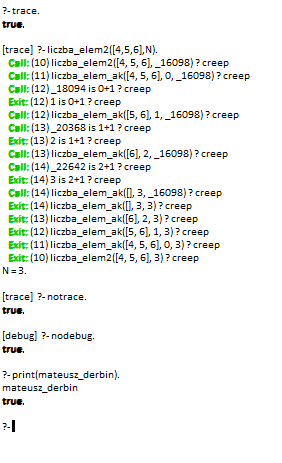 ?- trace.
true.
[trace] ?- liczba_elem2([4,5,6],N).
Call: (10) liczba_elem2([4, 5, 6], _16098) ? creep
Call: (11) liczba_elem_ak([4, 5, 6], 0, _16098) ? creep
Call: (12) _18094 is 0+1 ? creep
Exit: (12) 1 is 0+1 ? creep
Call: (12) liczba_elem_ak([5, 6], 1, _16098) ? creep
Call: (13) _20368 is 1+1 ? creep
Exit: (13) 2 is 1+1 ? creep
Call: (13) liczba_elem_ak([6], 2, _16098) ? creep
Call: (14) _22642 is 2+1 ? creep
Exit: (14) 3 is 2+1 ? creep
Call: (14) liczba_elem_ak([], 3, _16098) ? creep
Exit: (14) liczba_elem_ak([], 3, 3) ? creep
Exit: (13) liczba_elem_ak([6], 2, 3) ? creep
Exit: (12) liczba_elem_ak([5, 6], 1, 3) ? creep
Exit: (11) liczba_elem_ak([4, 5, 6], 0, 3) ? creep
Exit: (10) liczba_elem2([4, 5, 6], 3) ? creep
N = 3.
[trace] ?- notrace.
true.
[debug] ?- nodebug.
true.
?- print(mateusz_derbin).
mateusz_derbin
true.
?-